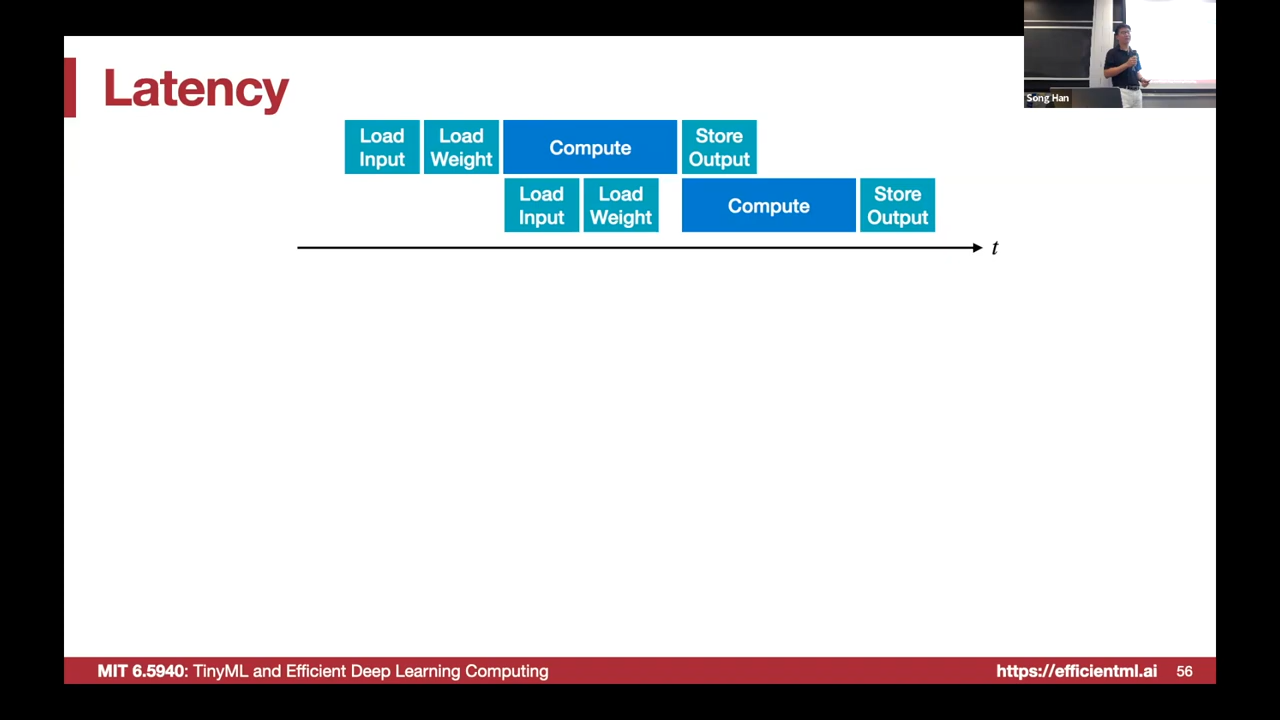 Latency
Load
Input
Load
Weight
Compute
Store
Output
Load
Input
Load
Weight
Compute
Store
Output
t
Song Han
MIT 6.5940: TinyML and Efficient Deep Learning Computing
https://efficientml.ai
56